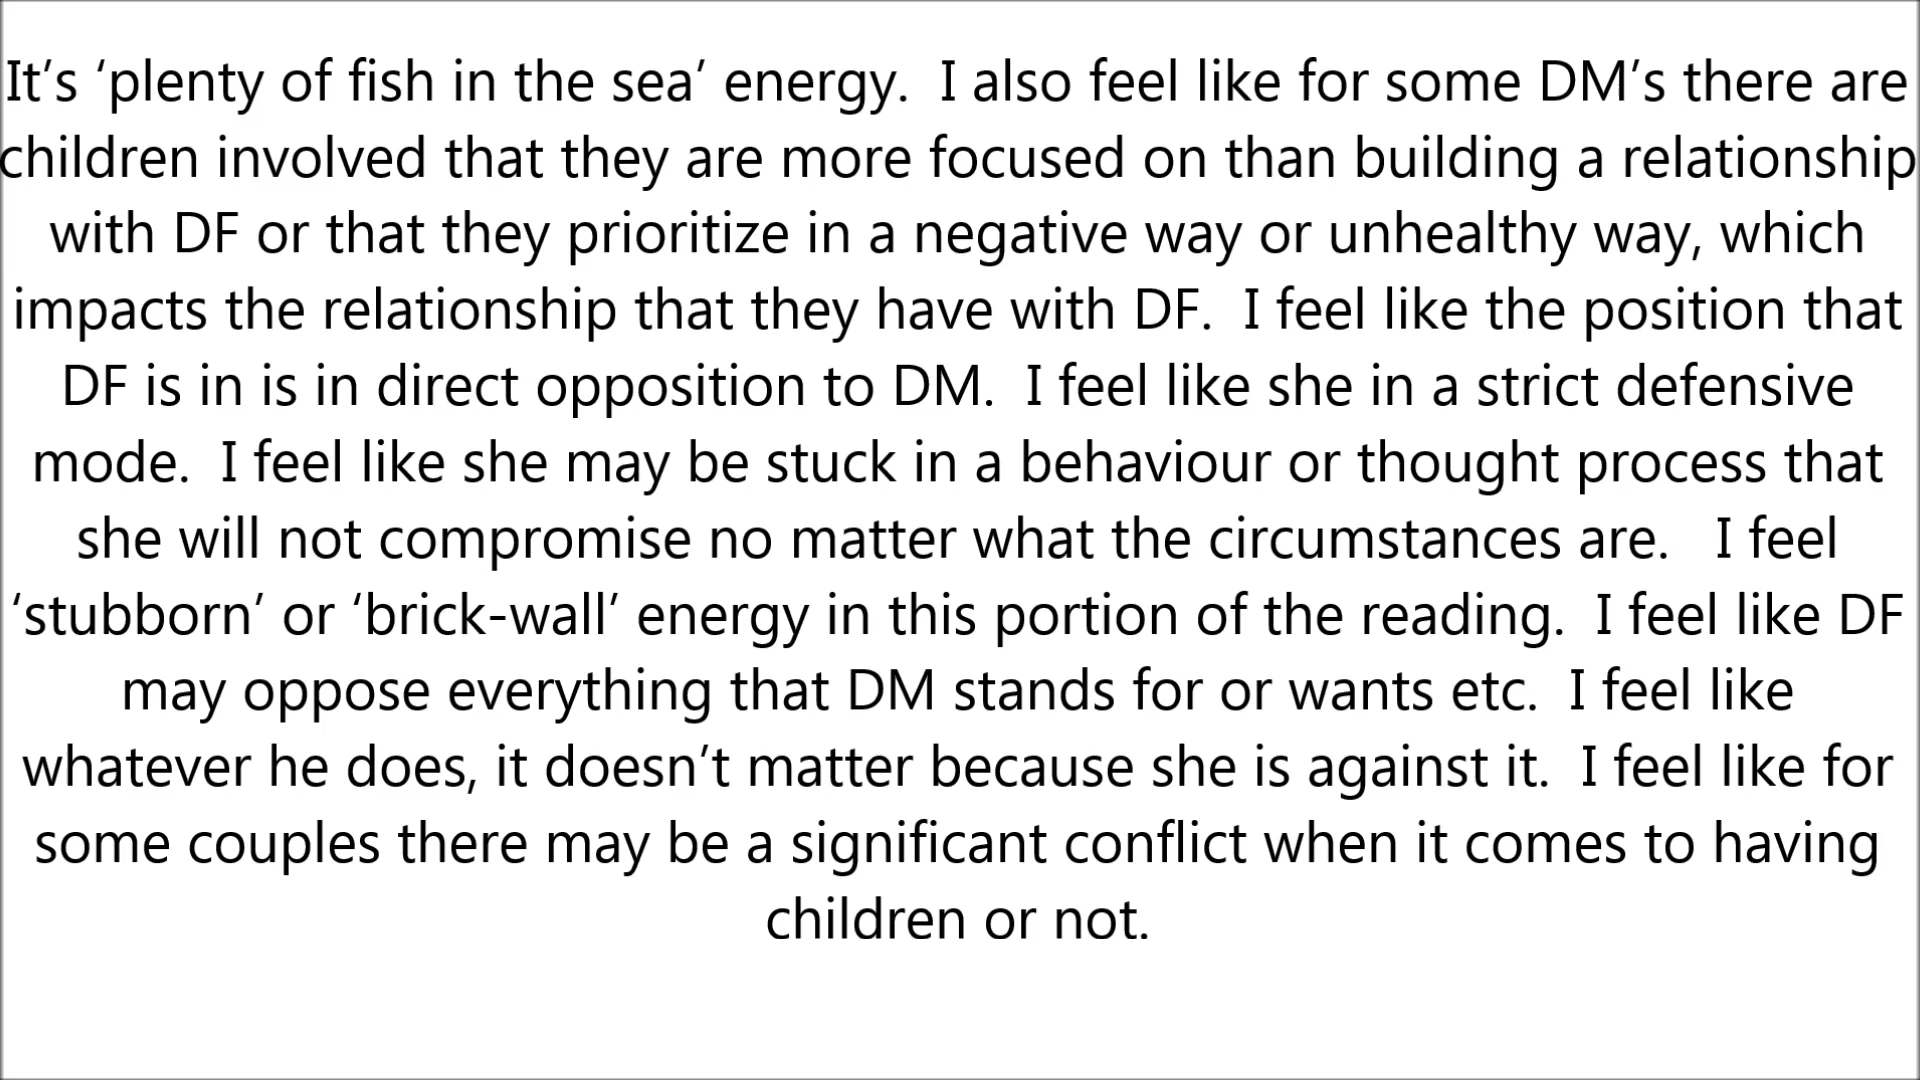 It’s ‘plenty of fish in the sea’ energy.  I also feel like for some DM’s there are
children involved that they are more focused on than building a relationship
with DF or that they prioritize in a negative way or unhealthy way, which
impacts the relationship that they have with DF.  I feel like the position that
DF is in is in direct opposition to DM.  I feel like she in a strict defensive
mode.  I feel like she may be stuck in a behaviour or thought process that
she will not compromise no matter what the circumstances are.   I feel
‘stubborn’ or ‘brick-wall’ energy in this portion of the reading.  I feel like DF
may oppose everything that DM stands for or wants etc.  I feel like
whatever he does, it doesn’t matter because she is against it.  I feel like for
some couples there may be a significant conflict when it comes to having
children or not.